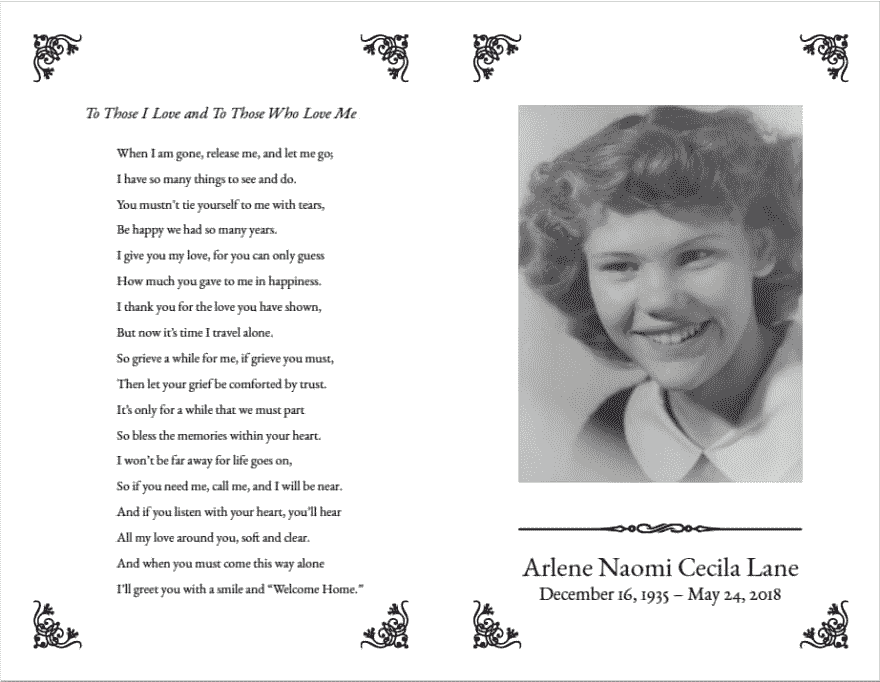 To Those I Love and To Those Who Love Me
When I am gone, release me, and let me go;
I have so many things to see and do.
You mustn't tie yourself to me with tears,
Be happy we had so many years.
I give you my love, for you can only guess
How much you gave to me in happiness.
I thank you for the love you have shown,
But now it's time I travel alone.
So grieve a while for me, if grieve you must,
Then let your grief be comforted by trust.
It's only for a while that we must part
So bless the memories within your heart.
I won't be far away for life goes on,
So if you need me, call me, and I will be near.
And if you listen with your heart, you'll hear
All my love around you, soft and clear.
And when you must come this way alone
I'll greet you with a smile and “Welcome Home.”
Arlene Naomi Cecila Lane
December 16, 1935 – May 24, 2018